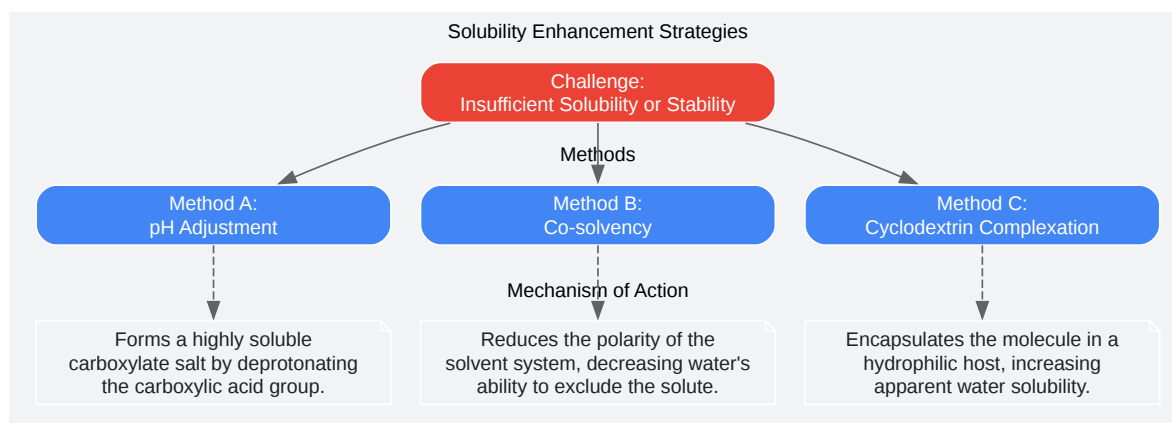 Solubility Enhancement Strategies
Challenge:
Insufficient Solubility or Stability
Methods
Method A:
pH Adjustment
Method B:
Co-solvency
Method C:
Cyclodextrin Complexation
Mechanism of Action
Forms a highly soluble
carboxylate salt by deprotonating
the carboxylic acid group.
Reduces the polarity of the
solvent system, decreasing water's
ability to exclude the solute.
Encapsulates the molecule in a
hydrophilic host, increasing
apparent water solubility.